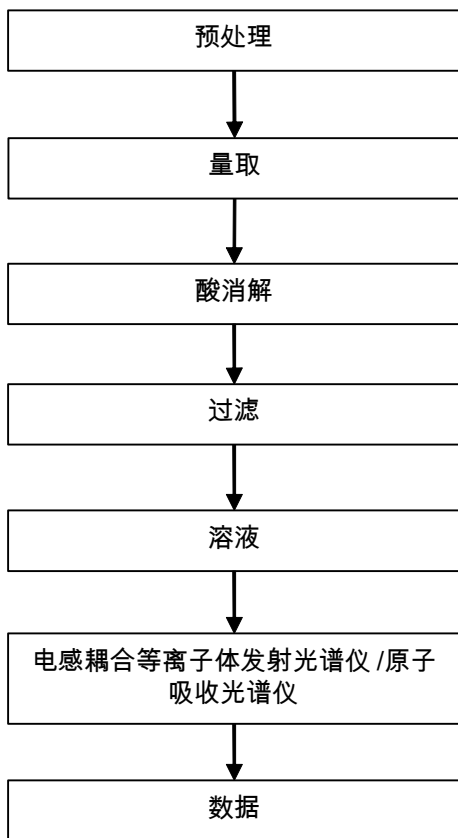 预处理
量取
酸消解
过滤
溶液
电感耦合等离子体发射光谱仪 /原子
吸收光谱仪
数据